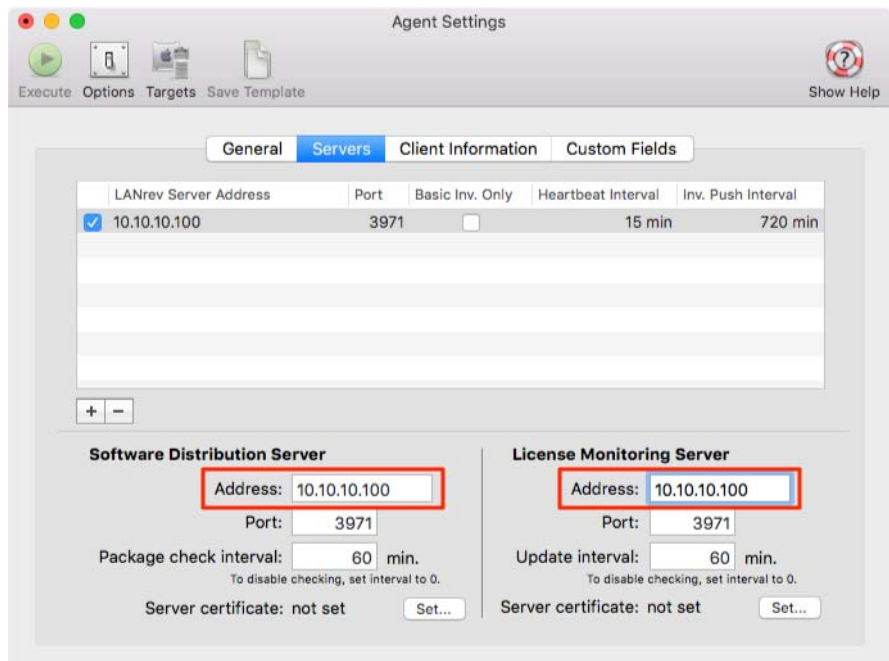 Agent Settings
Execute Options Targets Save Template Show Help
General Servers Client Information Custom Fields
LANrev Server Address Port Basic Inv. Only Heartbeat Interval Inv. Push Interval
10.10.10.100 3971 15 min 720 min
+ −
Software Distribution Server License Monitoring Server
Address: 10.10.10.100 Address: 10.10.10.100
Port: 3971 Port: 3971
Package check interval: 60 min. Update interval: 60 min.
To disable checking, set interval to 0. To disable checking, set interval to 0.
Server certificate: not set Set... Server certificate: not set Set...